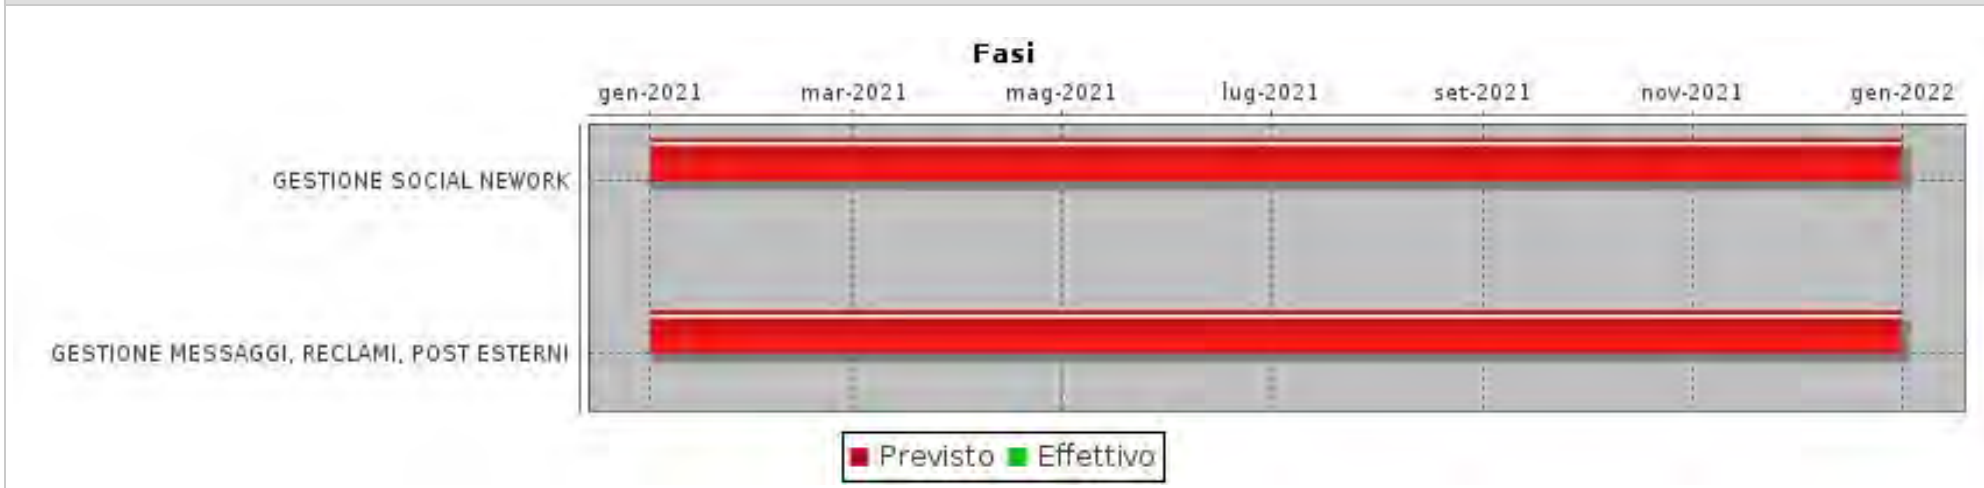 Fasi
gen-2021 mar-2021 mag-2021 lug-2021 set-2021 nov-2021 gen-2022
GESTIONE SOCIAL NEWORK
GESTIONE MESSAGGI, RECLAMI, POST ESTERNI
Previsto Effettivo